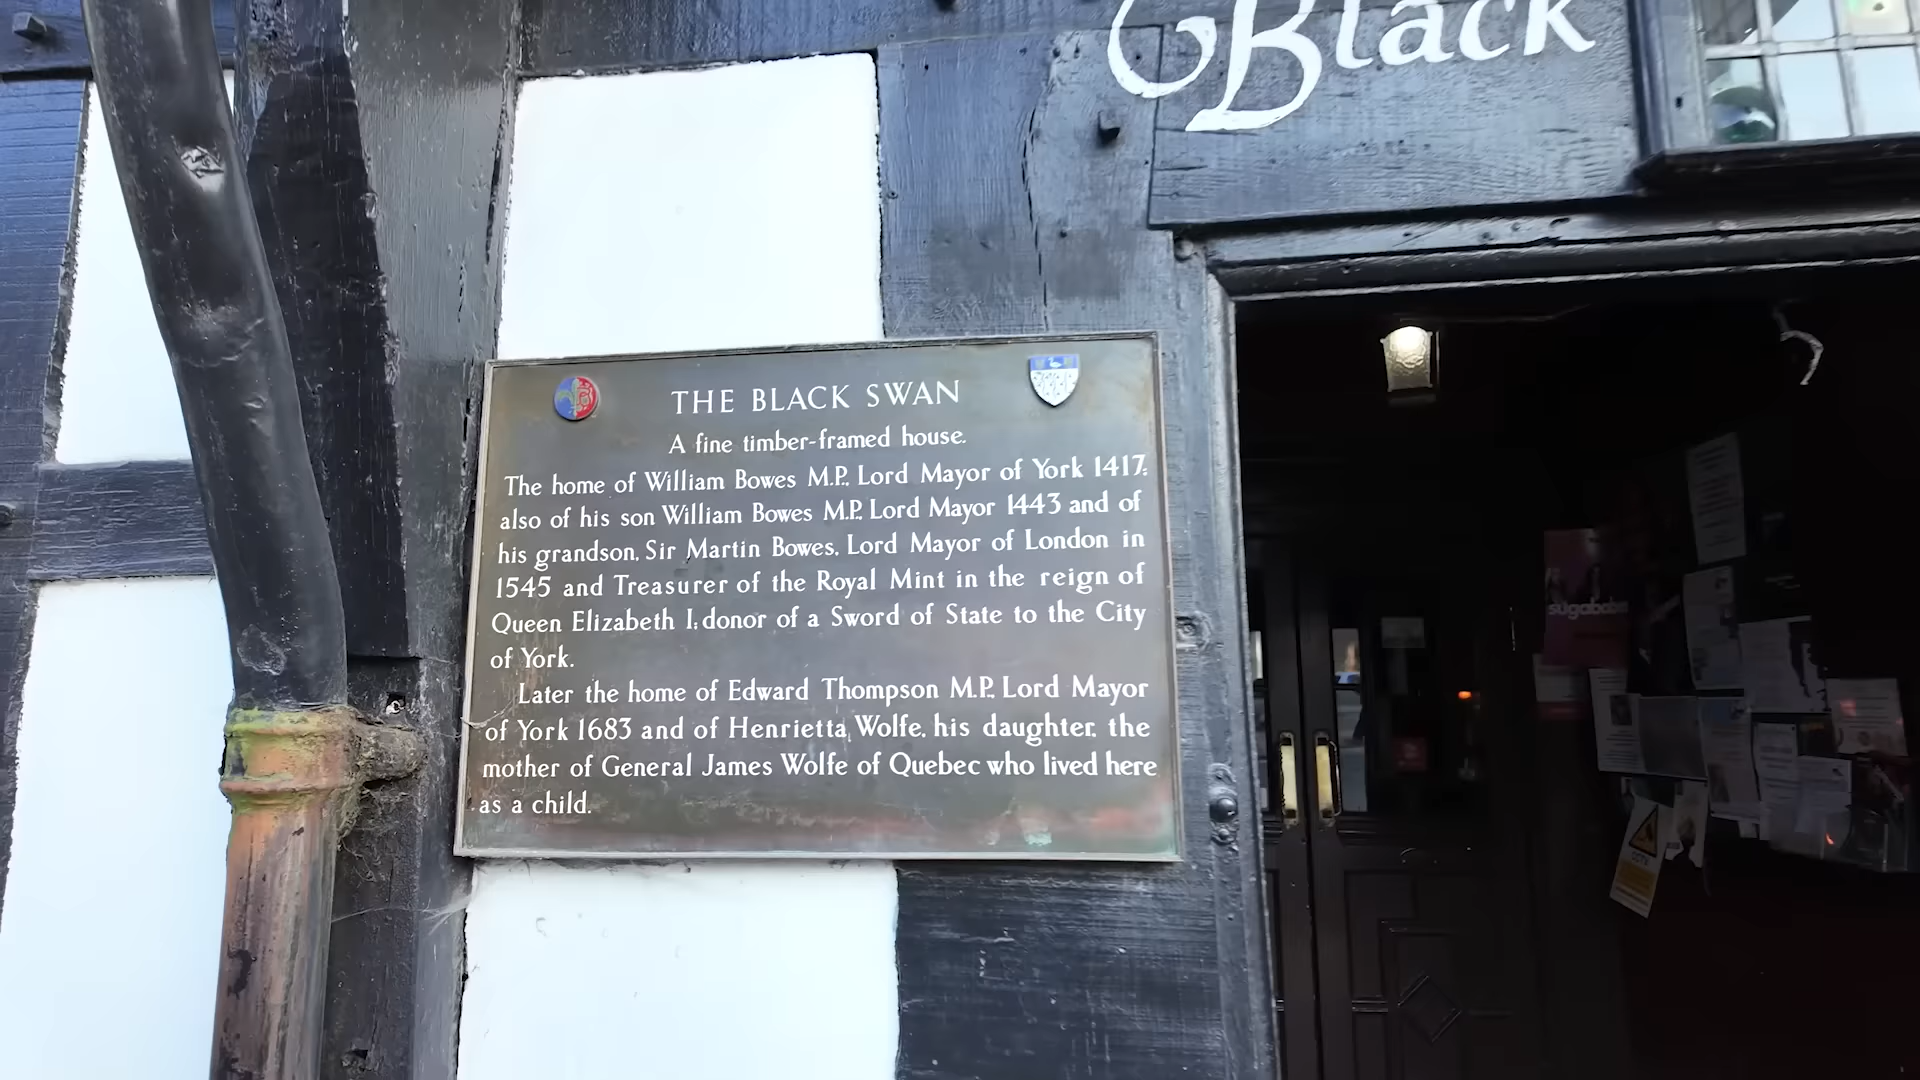 Black
THE BLACK SWAN
A fine timber-framed house.
The home of William Bowes M.P. Lord Mayor of York 1417;
also of his son William Bowes M.P. Lord Mayor 1443 and of
his grandson, Sir Martin Bowes, Lord Mayor of London in
1545 and Treasurer of the Royal Mint in the reign of
Queen Elizabeth I; donor of a Sword of State to the City
of York.
Later the home of Edward Thompson M.P. Lord Mayor
of York 1683 and of Henrietta Wolfe, his daughter, the
mother of General James Wolfe of Quebec who lived here
as a child.
sugababes
CCTV